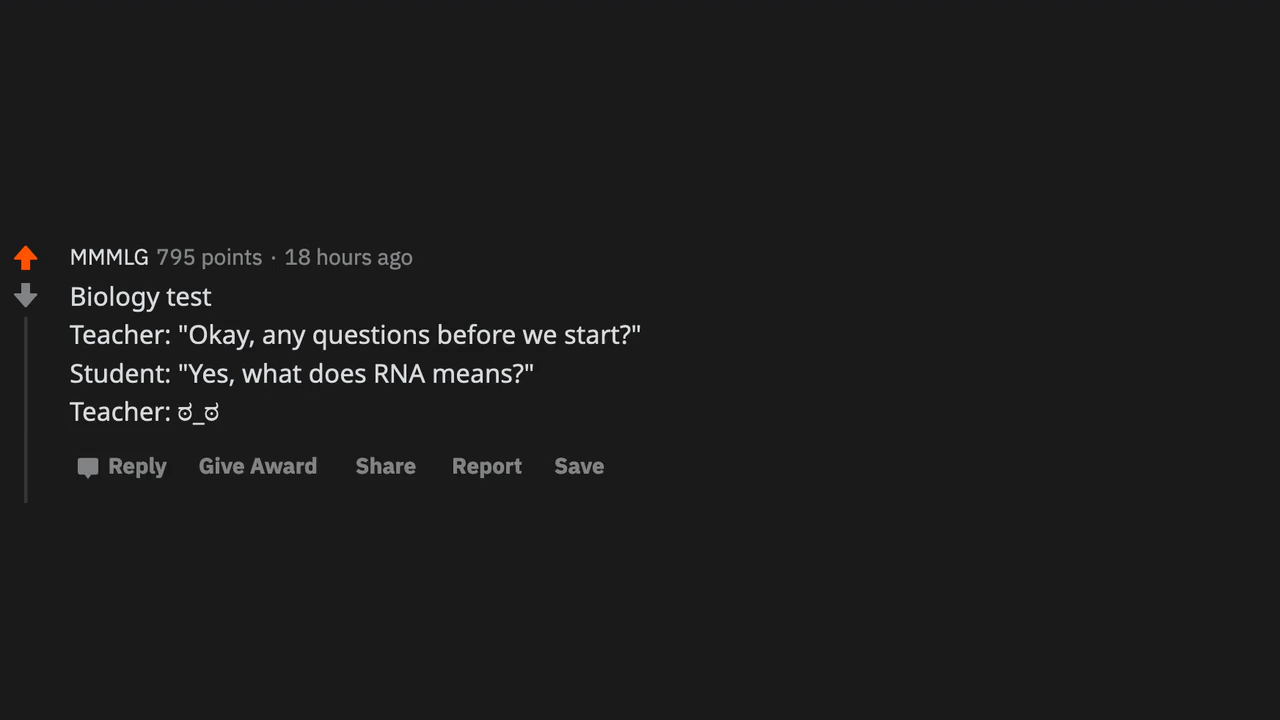 MMMLG 795 points · 18 hours ago
Biology test
Teacher: "Okay, any questions before we start?"
Student: "Yes, what does RNA means?"
Teacher: ಠ_ಠ
Reply Give Award Share Report Save